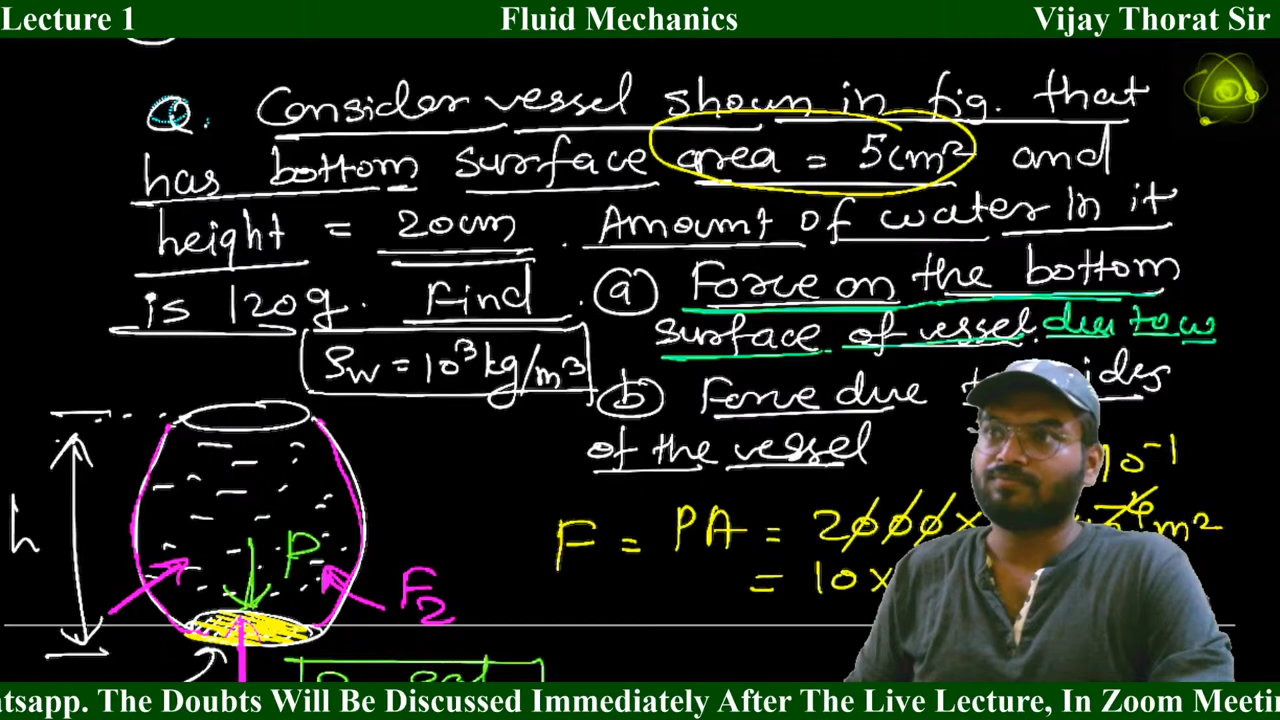 Lecture 1 Fluid Mechanics Vijay Thorat Sir
Q. Consider vessel shown in fig. that
has bottom surface area = 5cm² and
height = 20cm. Amount of water in it
is 120g. Find (a) Force on the bottom
surface of vessel. due to w
ρw = 10³ kg/m³
(b) Force due
of the vessel
10⁻¹
F = PA = 2000 × m²
= 10 ×
h
P
F2
atsapp. The Doubts Will Be Discussed Immediately After The Live Lecture, In Zoom Meeti